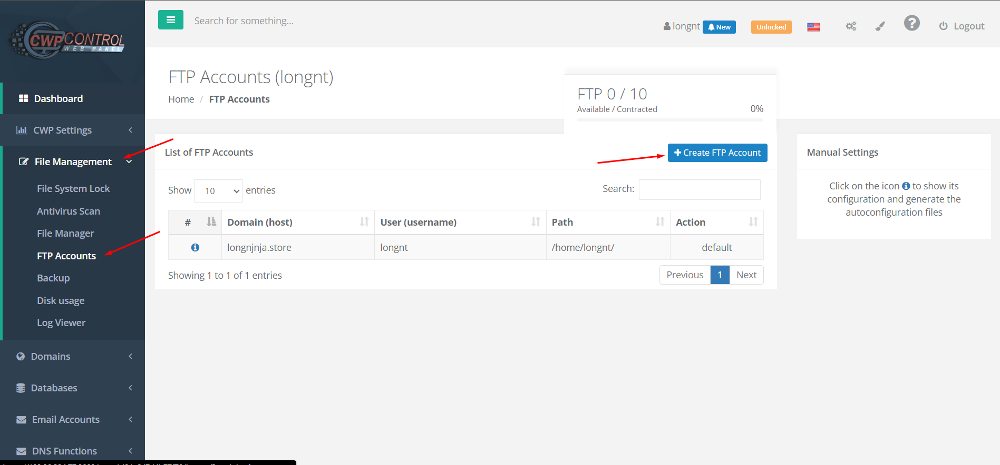 CWPCONTROL
WEB PANEL
Search for something...
longnt New Unlocked Logout
FTP Accounts (longnt)
Home / FTP Accounts
FTP 0 / 10
Available / Contracted 0%
Dashboard
CWP Settings
File Management
File System Lock
Antivirus Scan
File Manager
FTP Accounts
Backup
Disk usage
Log Viewer
Domains
Databases
Email Accounts
DNS Functions
List of FTP Accounts
Create FTP Account
Show 10 entries
Search:
# Domain (host) User (username) Path Action
longnjnja.store longnt /home/longnt/ default
Showing 1 to 1 of 1 entries
Previous 1 Next
Manual Settings
Click on the icon to show its
configuration and generate the
autoconfiguration files